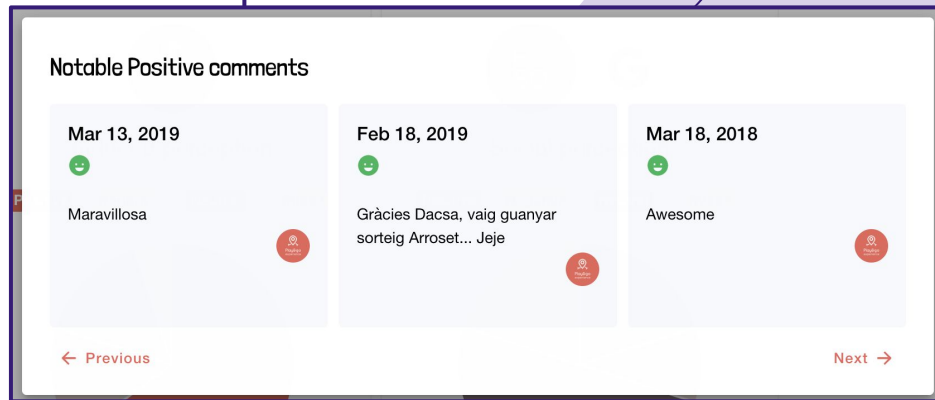 Notable Positive comments
Mar 13, 2019
Maravillosa
Feb 18, 2019
Gràcies Dacsa, vaig guanyar
sorteig Arroset... Jeje
Mar 18, 2018
Awesome
← Previous
Next →